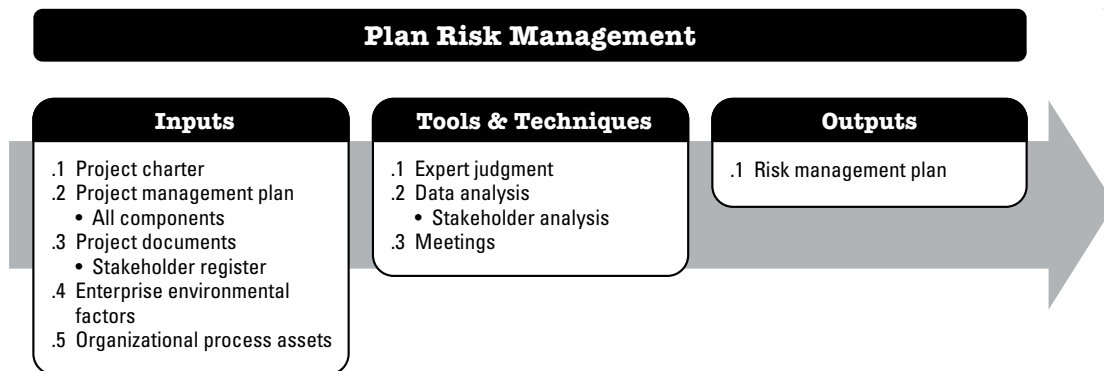 Plan Risk Management
Inputs
.1 Project charter
.2 Project management plan
• All components
.3 Project documents
• Stakeholder register
.4 Enterprise environmental
factors
.5 Organizational process assets
Tools & Techniques
.1 Expert judgment
.2 Data analysis
• Stakeholder analysis
.3 Meetings
Outputs
.1 Risk management plan